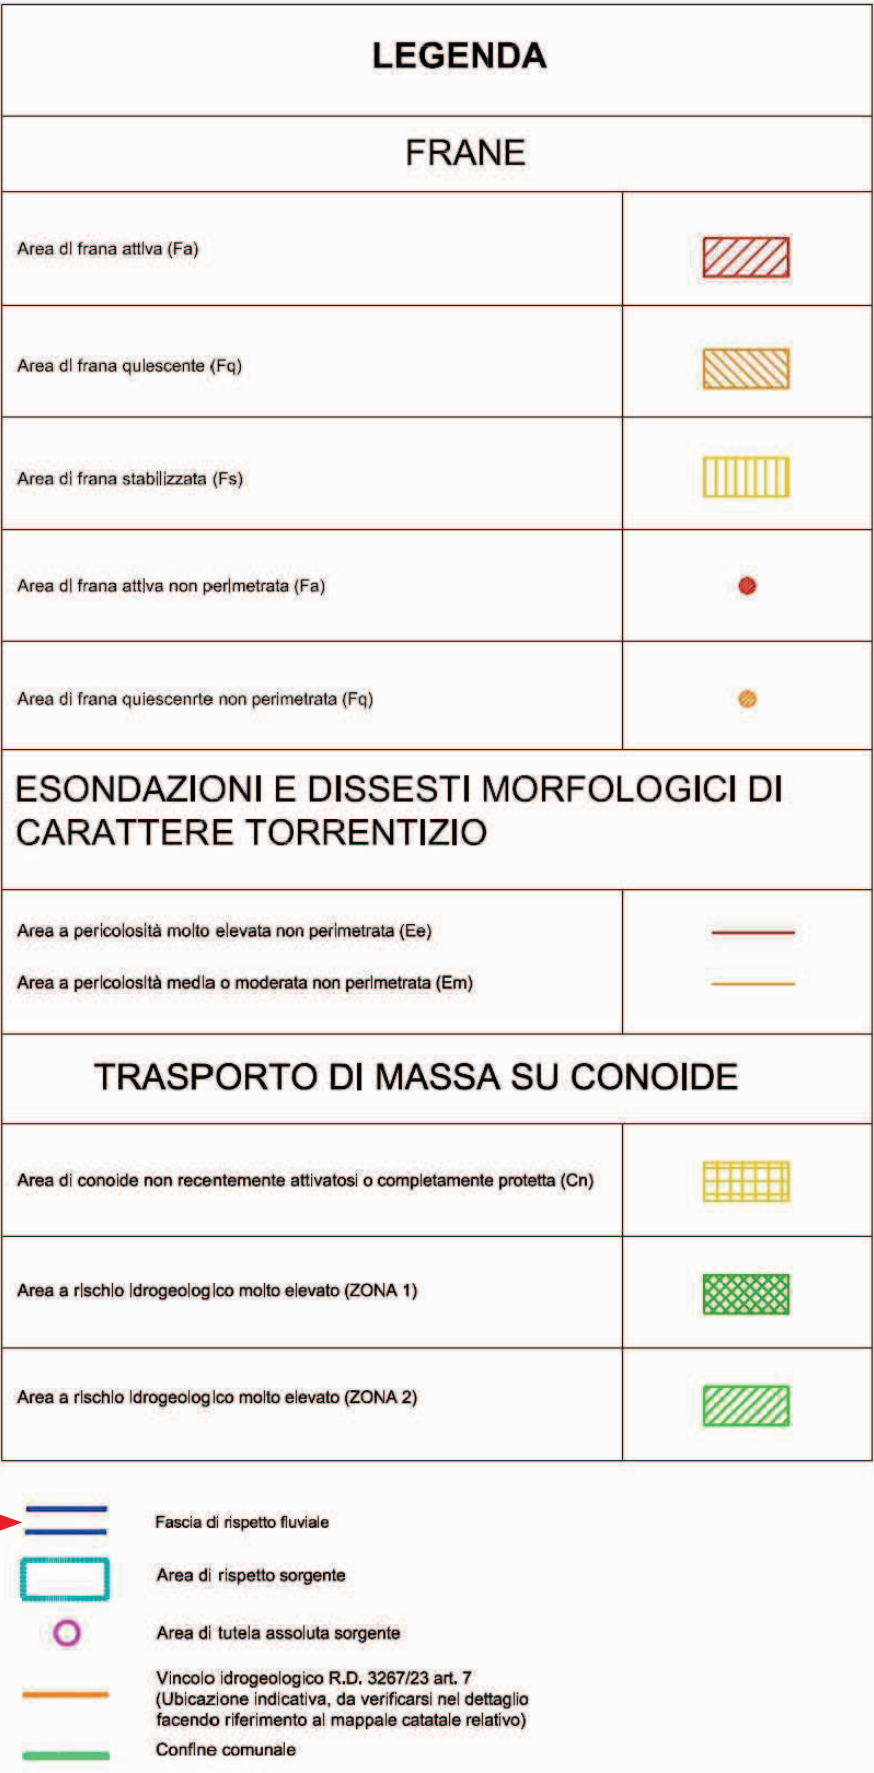 LEGENDA
FRANE
Area di frana attiva (Fa)
Area di frana quiescente (Fq)
Area di frana stabilizzata (Fs)
Area di frana attiva non perimetrata (Fa)
Area di frana quiescenrte non perimetrata (Fq)
ESONDAZIONI E DISSESTI MORFOLOGICI DI
CARATTERE TORRENTIZIO
Area a pericolosità molto elevata non perimetrata (Ee)
Area a pericolosità media o moderata non perimetrata (Em)
TRASPORTO DI MASSA SU CONOIDE
Area di conoide non recentemente attivatosi o completamente protetta (Cn)
Area a rischio idrogeologico molto elevato (ZONA 1)
Area a rischio idrogeologico molto elevato (ZONA 2)
Fascia di rispetto fluviale
Area di rispetto sorgente
Area di tutela assoluta sorgente
Vincolo idrogeologico R.D. 3267/23 art. 7
(Ubicazione indicativa, da verificarsi nel dettaglio
facendo riferimento al mappale catatale relativo)
Confine comunale